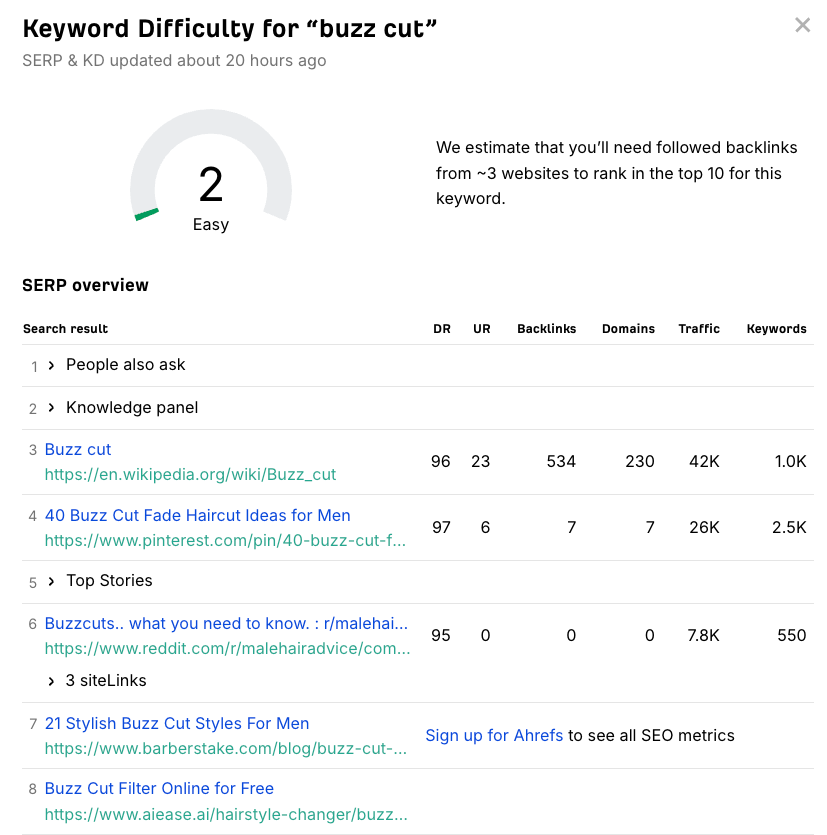 Keyword Difficulty for “buzz cut”
SERP & KD updated about 20 hours ago
2
Easy
We estimate that you’ll need followed backlinks
from ~3 websites to rank in the top 10 for this
keyword.
SERP overview
Search result DR UR Backlinks Domains Traffic Keywords
1 People also ask
2 Knowledge panel
3 Buzz cut
https://en.wikipedia.org/wiki/Buzz_cut
96 23 534 230 42K 1.0K
4 40 Buzz Cut Fade Haircut Ideas for Men
https://www.pinterest.com/pin/40-buzz-cut-f...
97 6 7 7 26K 2.5K
5 Top Stories
6 Buzzcuts.. what you need to know. : r/malehai...
https://www.reddit.com/r/malehairadvice/com...
95 0 0 0 7.8K 550
3 siteLinks
7 21 Stylish Buzz Cut Styles For Men
https://www.barberstake.com/blog/buzz-cut-...
Sign up for Ahrefs to see all SEO metrics
8 Buzz Cut Filter Online for Free
https://www.aiease.ai/hairstyle-changer/buzz...